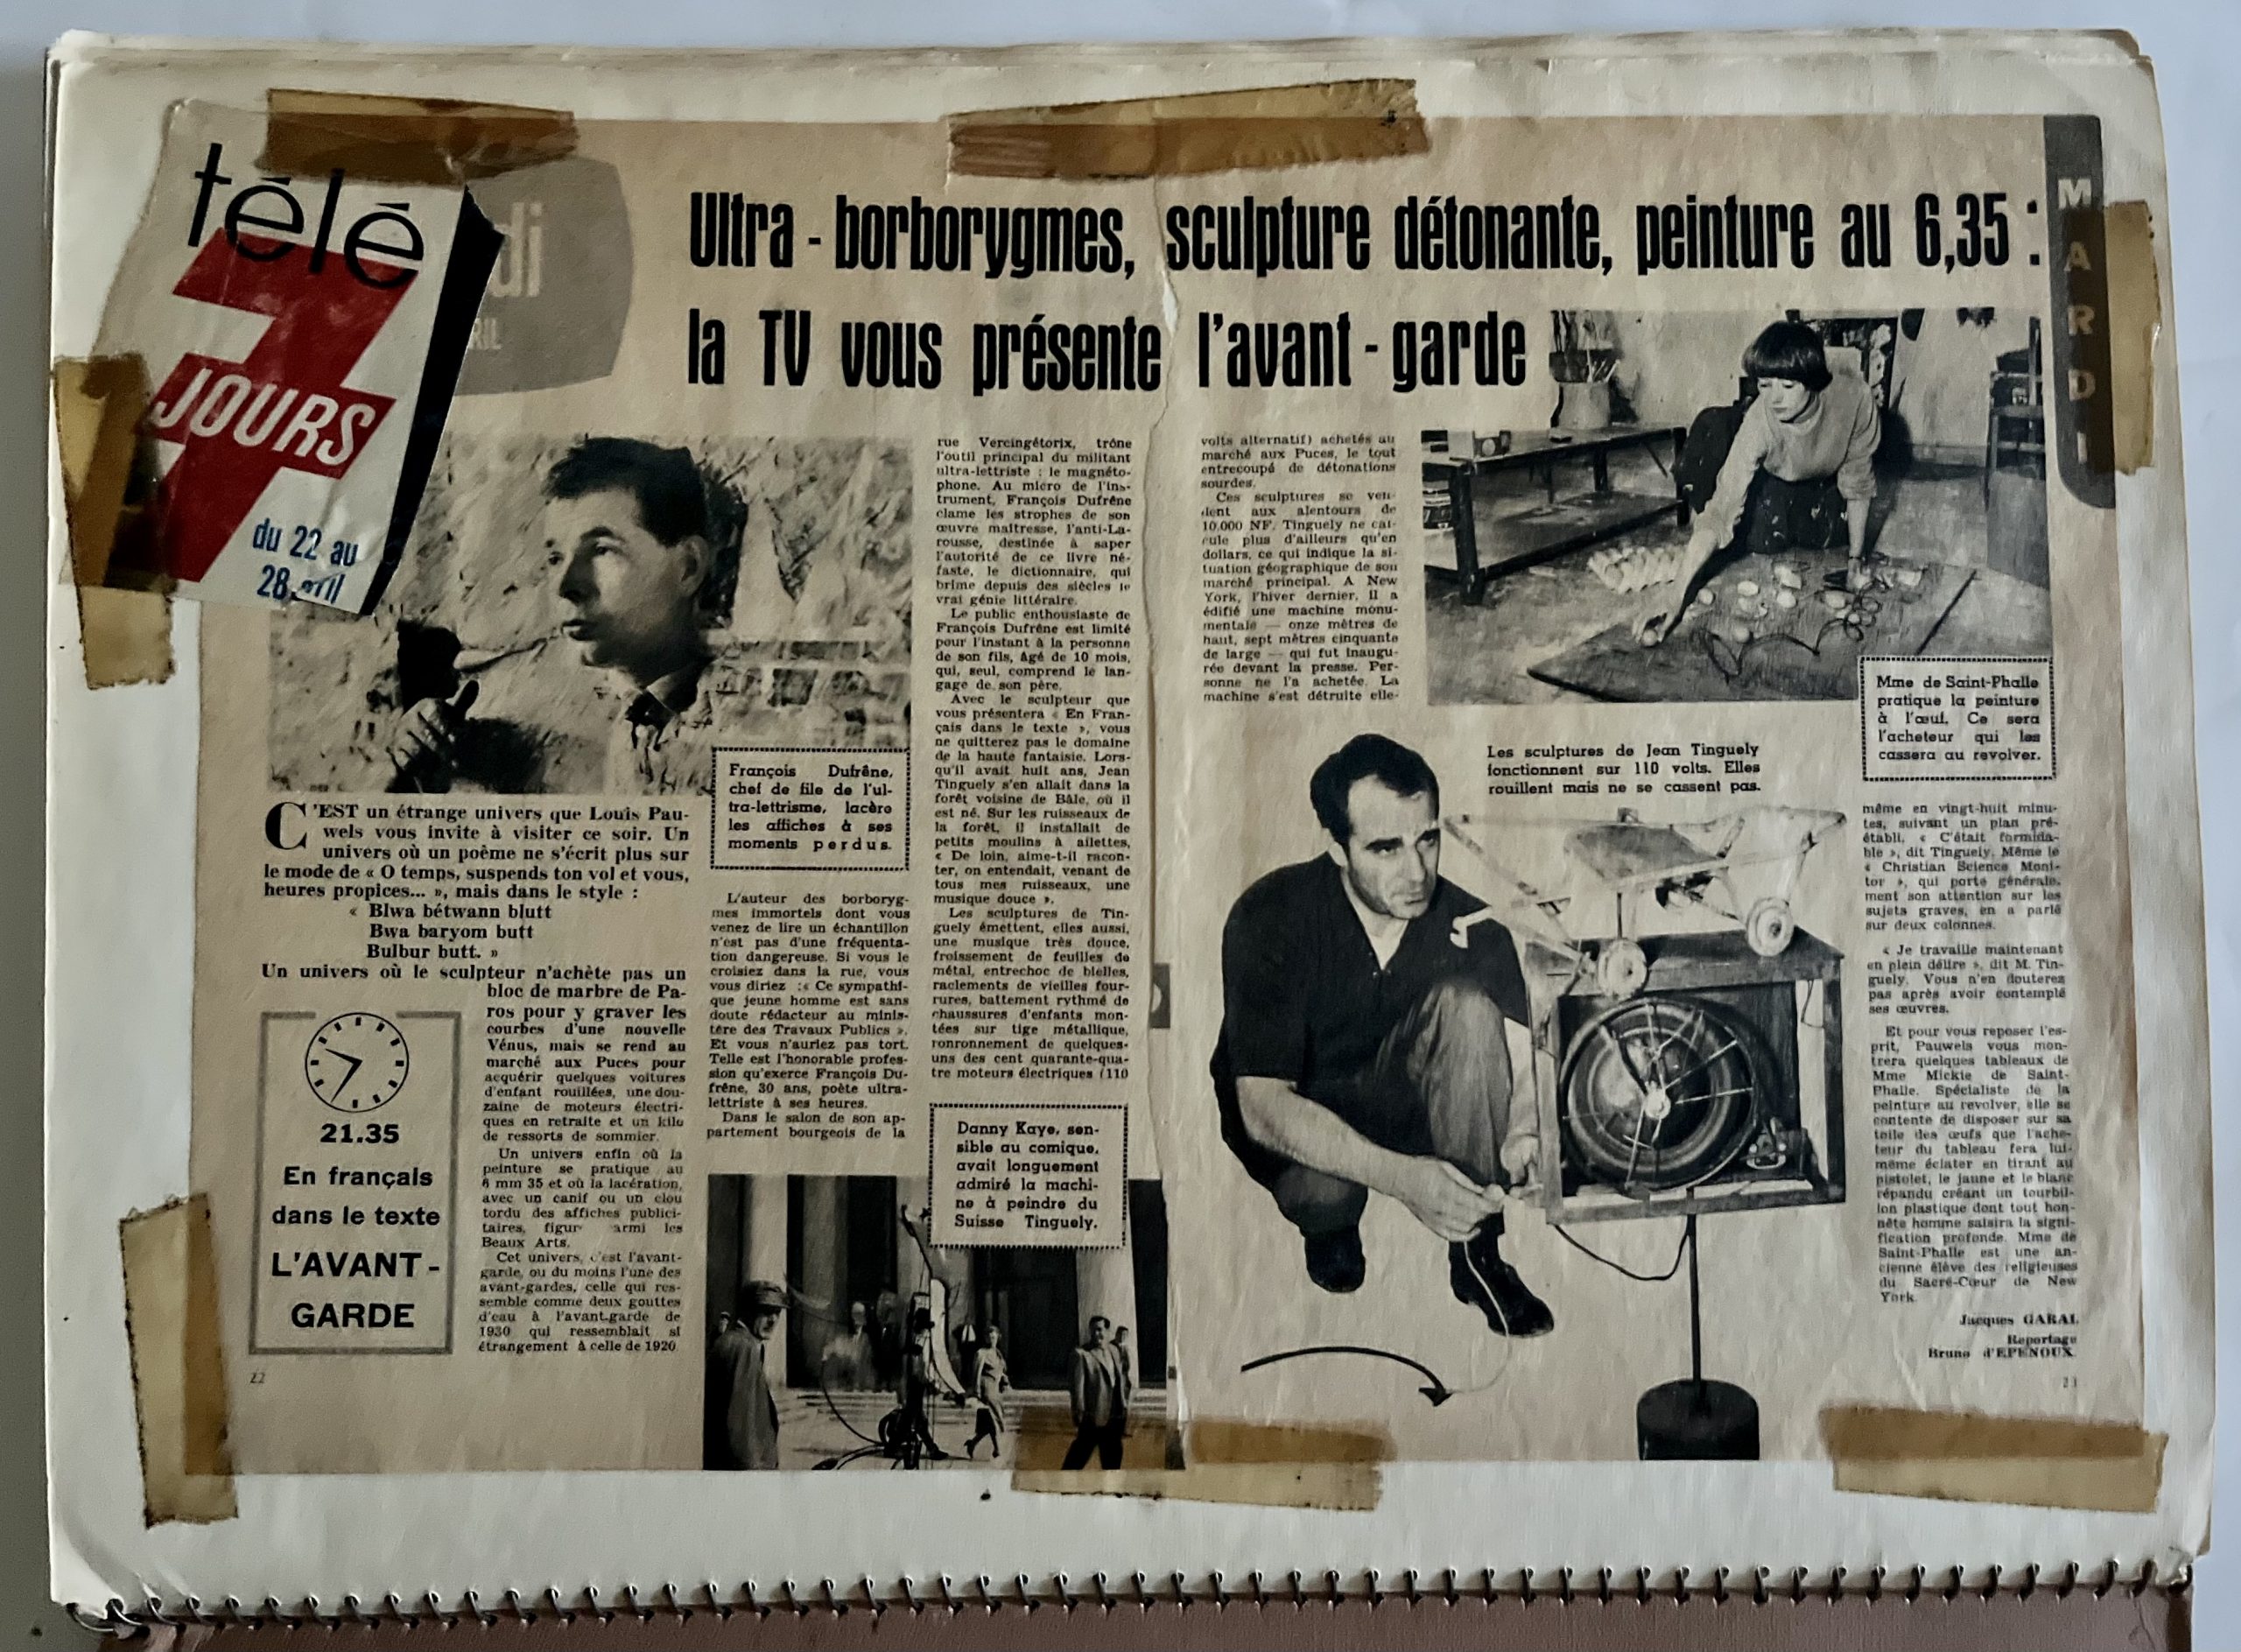 télé
7
JOURS
du 22 au
28 avril
di
RIL
MARDI
Ultra - borborygmes, sculpture détonante, peinture au 6,35 :
la TV vous présente l'avant - garde
François Dufrêne,
chef de file de l'ul-
tra-lettrisme, lacère
les affiches à ses
moments perdus.
C'EST un étrange univers que Louis Pau-
wels vous invite à visiter ce soir. Un
univers où un poème ne s'écrit plus sur
le mode de « O temps, suspends ton vol et vous,
heures propices... », mais dans le style :
« Blwa bétwann blutt
Bwa baryom butt
Bulbur butt. »
Un univers où le sculpteur n'achète pas un
bloc de marbre de Pa-
ros pour y graver les
courbes d'une nouvelle
Vénus, mais se rend au
marché aux Puces pour
acquérir quelques voitures
d'enfant rouillées, une dou-
zaine de moteurs électri-
ques en retraite et un kilo
de ressorts de sommier.
Un univers enfin où la
peinture se pratique au
6 mm 35 et où la lacération,
avec un canif ou un clou
tordu des affiches publici-
taires, figur armi les
Beaux Arts.
Cet univers, c'est l'avant-
garde, ou du moins l'une des
avant-gardes, celle qui res-
semble comme deux gouttes
d'eau à l'avant-garde de
1930 qui ressemblait si
étrangement à celle de 1920
21.35
En français
dans le texte
L'AVANT-
GARDE
22
L'auteur des borboryg-
mes immortels dont vous
venez de lire un échantillon
n'est pas d'une fréquenta-
tion dangereuse. Si vous le
croisiez dans la rue, vous
vous diriez :« Ce sympathi-
que jeune homme est sans
doute rédacteur au minis-
tère des Travaux Publics ».
Et vous n'auriez pas tort.
Telle est l'honorable profes-
sion qu'exerce François Du-
frêne, 30 ans, poète ultra-
lettriste à ses heures.
Dans le salon de son ap-
partement bourgeois de la
rue Vercingétorix, trône
l'outil principal du militant
ultra-lettriste : le magnéto-
phone. Au micro de l'ins-
trument, François Dufrêne
clame les strophes de son
œuvre maîtresse, l'anti-La-
rousse, destinée à saper
l'autorité de ce livre né-
faste, le dictionnaire, qui
brime depuis des siècles le
vrai génie littéraire.
Le public enthousiaste de
François Dufrêne est limité
pour l'instant à la personne
de son fils, âgé de 10 mois,
qui, seul, comprend le lan-
gage de son père.
Avec le sculpteur que
vous présentera « En Fran-
çais dans le texte », vous
ne quitterez pas le domaine
de la haute fantaisie. Lors-
qu'il avait huit ans, Jean
Tinguely s'en allait dans la
forêt voisine de Bâle, où il
est né. Sur les ruisseaux de
la forêt, il installait de
petits moulins à ailettes,
« De loin, aime-t-il racon-
ter, on entendait, venant de
tous mes ruisseaux, une
musique douce ».
Les sculptures de Tin-
guely émettent, elles aussi,
une musique très douce,
froissement de feuilles de
métal, entrechoc de bielles,
raclements de vieilles four-
rures, battement rythmé de
chaussures d'enfants mon-
tées sur tige métallique,
ronronnement de quelques-
uns des cent quarante-qua-
tre moteurs électriques (110
Danny Kaye, sen-
sible au comique,
avait longuement
admiré la machi-
ne à peindre du
Suisse Tinguely.
volts alternatif) achetés au
marché aux Puces, le tout
entrecoupé de détonations
sourdes.
Ces sculptures se ven-
dent aux alentours de
10.000 NF. Tinguely ne cal-
cule plus d'ailleurs qu'en
dollars, ce qui indique la si-
tuation géographique de son
marché principal. A New
York, l'hiver dernier, il a
édifié une machine monu-
mentale — onze mètres de
haut, sept mètres cinquante
de large — qui fut inaugu-
rée devant la presse. Per-
sonne ne l'a achetée. La
machine s'est détruite elle-
Mme de Saint-Phalle
pratique la peinture
à l'œuf. Ce sera
l'acheteur qui les
cassera au revolver.
Les sculptures de Jean Tinguely
fonctionnent sur 110 volts. Elles
rouillent mais ne se cassent pas.
même en vingt-huit minu-
tes, suivant un plan pré-
établi. « C'était formida-
ble », dit Tinguely. Même le
« Christian Science Moni-
tor », qui porte générale-
ment son attention sur les
sujets graves, en a parlé
sur deux colonnes.
« Je travaille maintenant
en plein délire », dit M. Tin-
guely. Vous n'en douterez
pas après avoir contemplé
ses œuvres.
Et pour vous reposer l'es-
prit, Pauwels vous mon-
trera quelques tableaux de
Mme Mickie de Saint-
Phalle. Spécialiste de la
peinture au revolver, elle se
contente de disposer sur sa
toile des œufs que l'ache-
teur du tableau fera lui-
même éclater en tirant au
pistolet, le jaune et le blanc
répandu créant un tourbil-
lon plastique dont tout hon-
nête homme saisira la signi-
fication profonde. Mme de
Saint-Phalle est une an-
cienne élève des religieuses
du Sacré-Cœur de New
York.
Jacques GARAI.
Reportage
Bruno d'EPENOUX
23